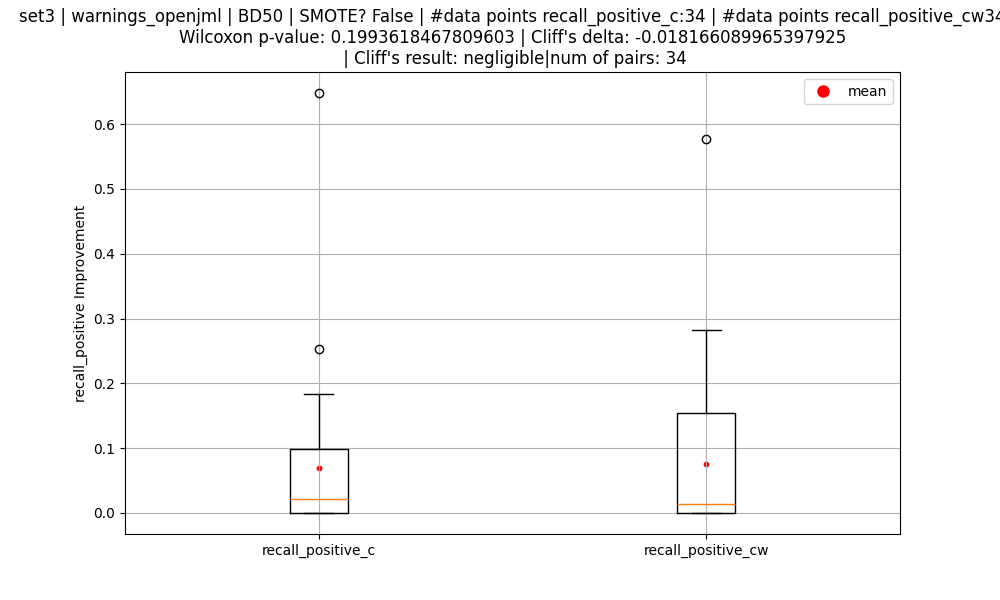 set3 | warnings_openjml | BD50 | SMOTE? False | #data points recall_positive_c:34 | #data points recall_positive_cw34
Wilcoxon p-value: 0.1993618467809603 | Cliff's delta: -0.018166089965397925
| Cliff's result: negligible|num of pairs: 34
mean
0.6
0.5
0.4
0.3
0.2
0.1
0.0
recall_positive Improvement
recall_positive_c
recall_positive_cw